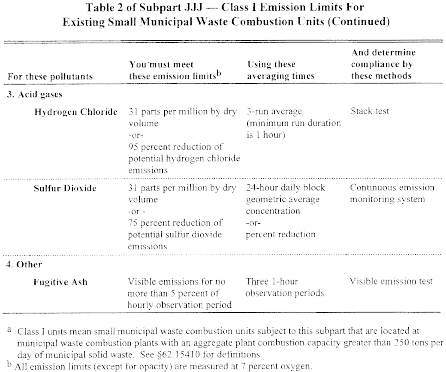 Table 2 of Subpart JJJ — Class I Emission Limits For
Existing Small Municipal Waste Combustion Units (Continued)
For these pollutants
You must meet
these emission limitsb
Using these
averaging times
And determine
compliance by
these methods
3. Acid gases
Hydrogen Chloride
31 parts per million by dry
volume
-or-
95 percent reduction of
potential hydrogen chloride
emissions
3-run average
(minimum run duration
is 1 hour)
Stack test
Sulfur Dioxide
31 parts per million by dry
volume
-or-
75 percent reduction of
potential sulfur dioxide
emissions
24-hour daily block
geometric average
concentration
-or-
percent reduction
Continuous emission
monitoring system
4. Other
Fugitive Ash
Visible emissions for no
more than 5 percent of
hourly observation period
Three 1-hour
observation periods
Visible emission test
a Class I units mean small municipal waste combustion units subject to this subpart that are located at
municipal waste combustion plants with an aggregate plant combustion capacity greater than 250 tons per
day of municipal solid waste. See §62.15410 for definitions.
b All emission limits (except for opacity) are measured at 7 percent oxygen.